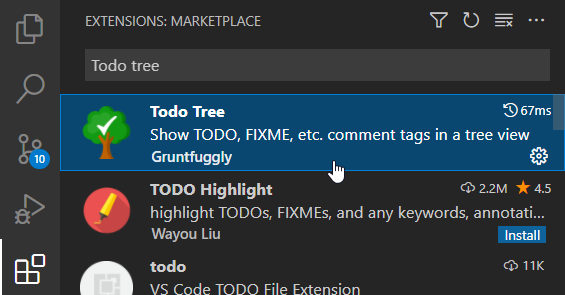 EXTENSIONS: MARKETPLACE
Todo tree
Todo Tree 67ms
Show TODO, FIXME, etc. comment tags in a tree view
Gruntfuggly
10
TODO Highlight 2.2M 4.5
highlight TODOs, FIXMEs, and any keywords, annotati...
Wayou Liu Install
todo 11K
VS Code TODO File Extension